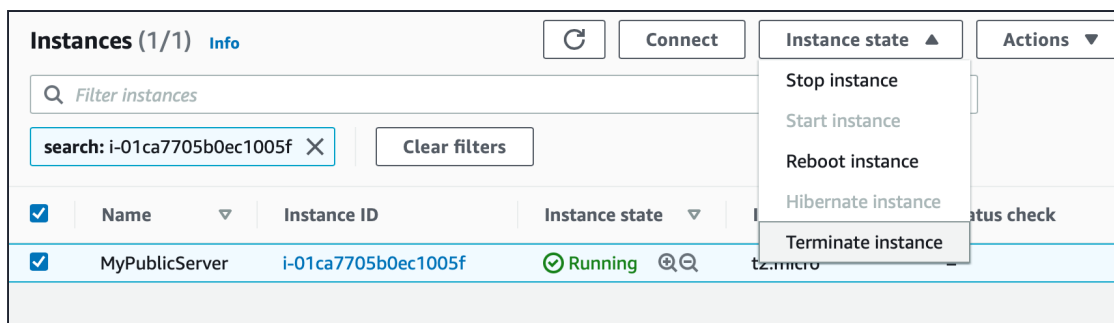 Instances (1/1) Info
Connect
Instance state
Actions
Filter instances
search: i-01ca7705b0ec1005f
Clear filters
Stop instance
Start instance
Reboot instance
Hibernate instance
Terminate instance
Name
Instance ID
Instance state
atus check
MyPublicServer
i-01ca7705b0ec1005f
Running
t2.micro
–